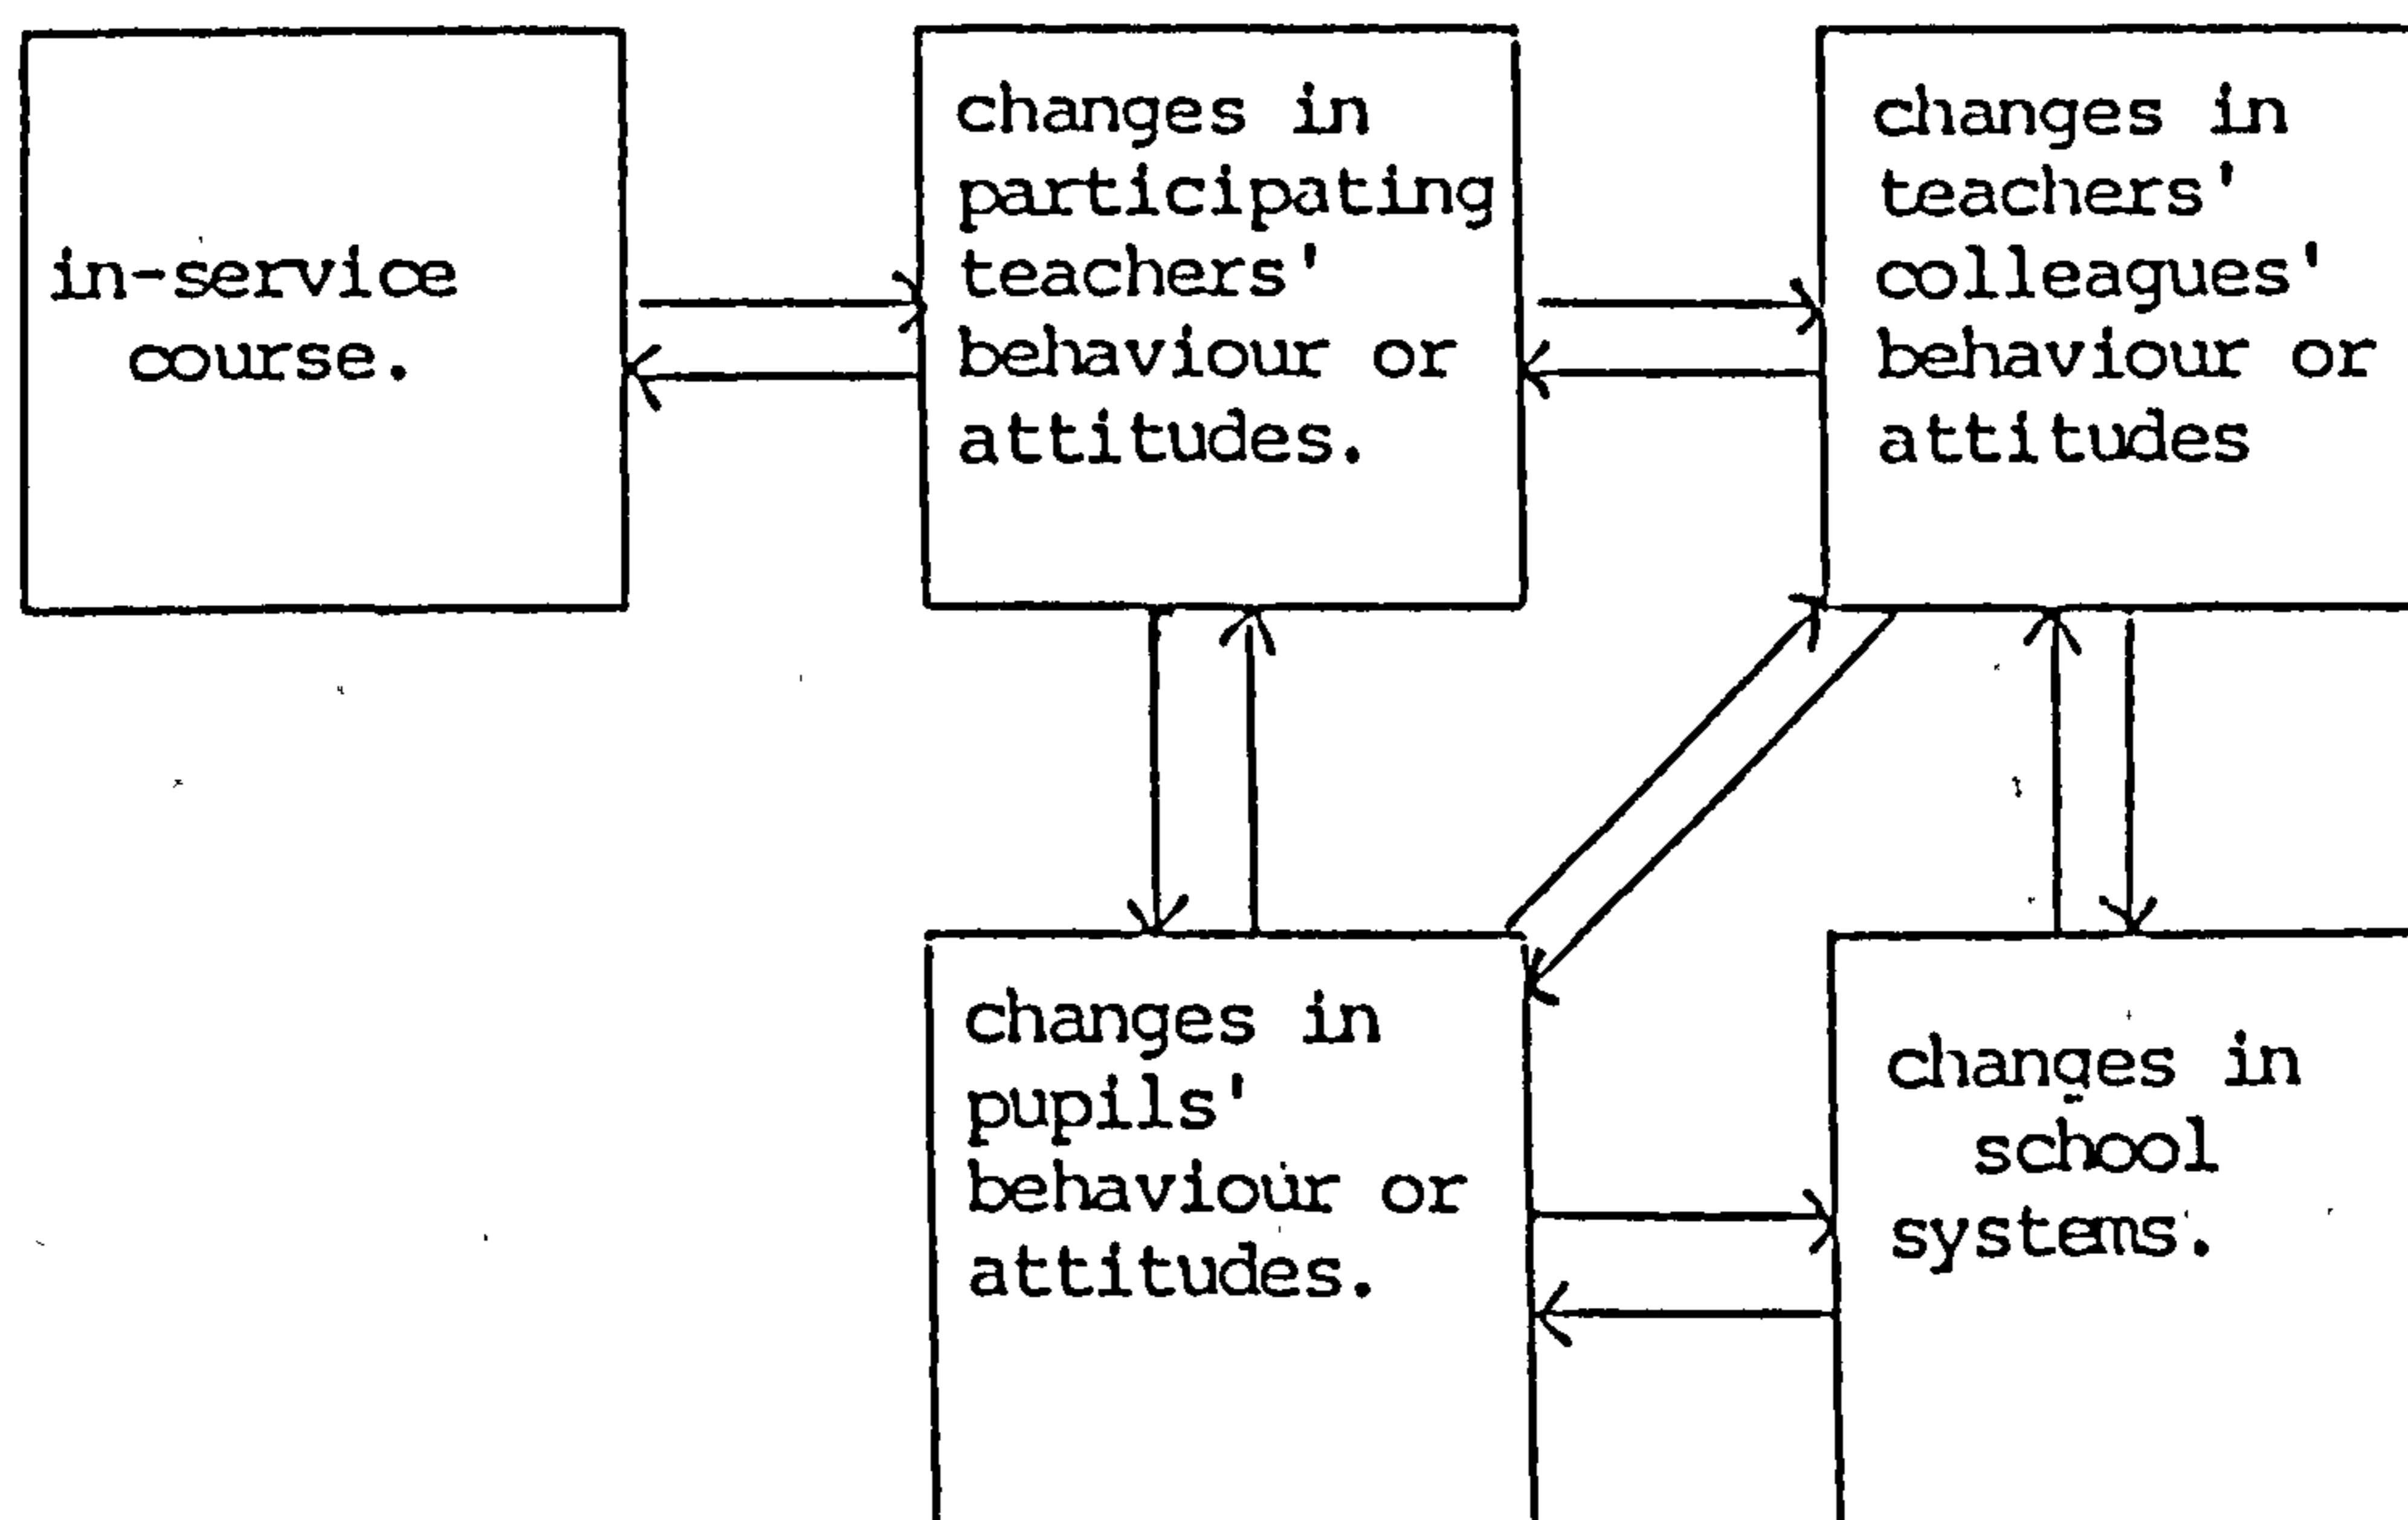 in-service
course.
changes in
participating
teachers'
behaviour or
attitudes.
changes in
teachers'
colleagues'
behaviour or
attitudes
changes in
pupils'
behaviour or
attitudes.
changes in
school
systems.